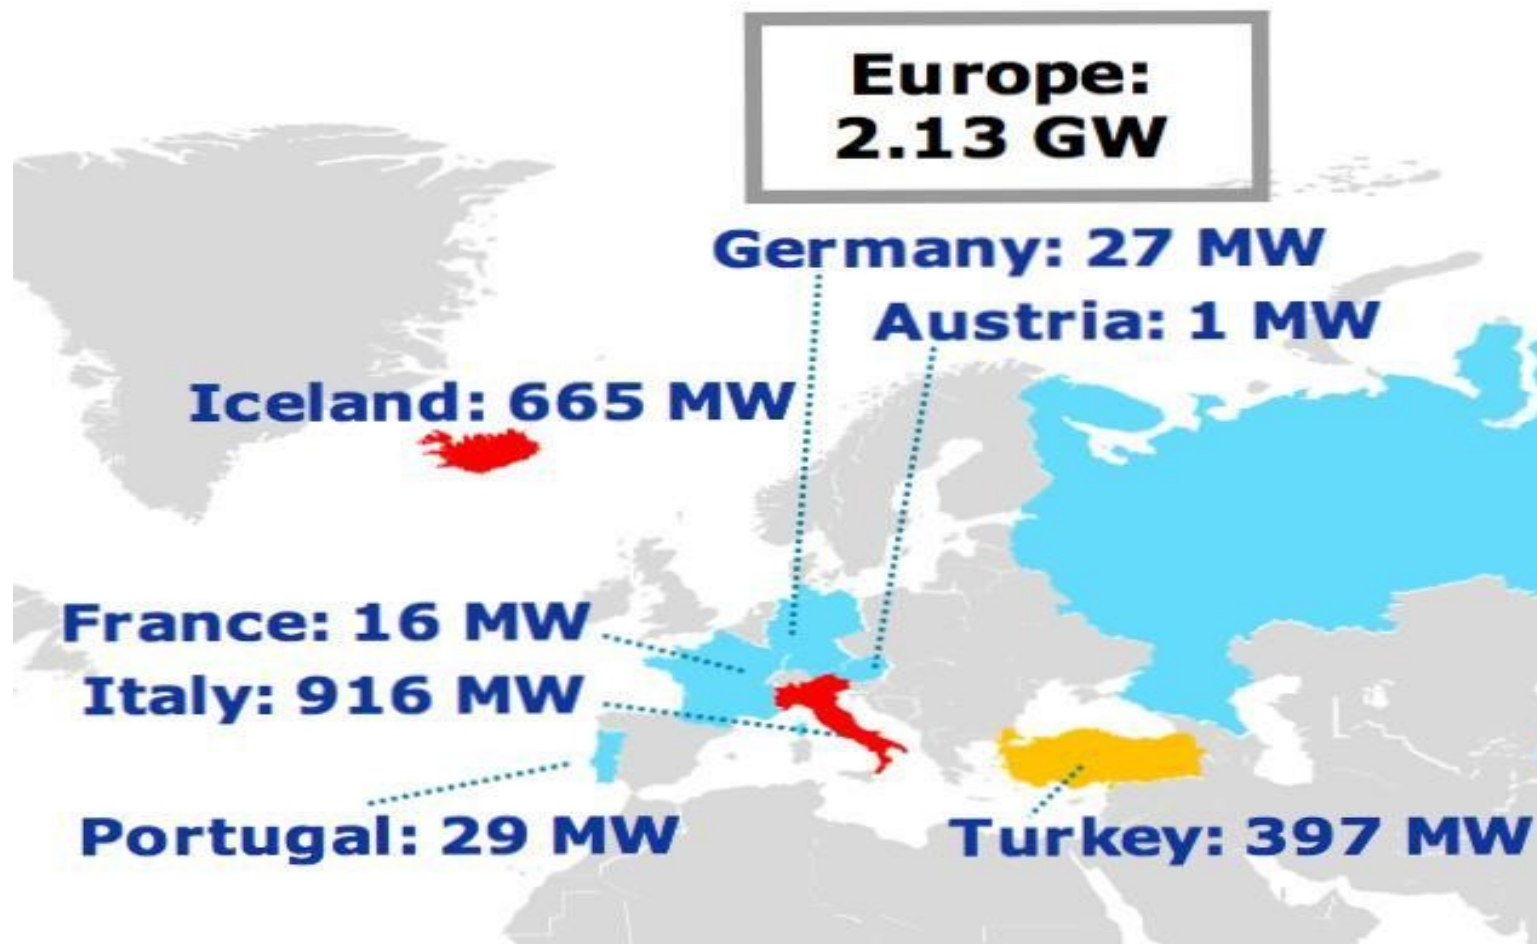 Europe:
2.13 GW
Germany: 27 MW
Austria: 1 MW
Iceland: 665 MW
France: 16 MW
Italy: 916 MW
Portugal: 29 MW
Turkey: 397 MW